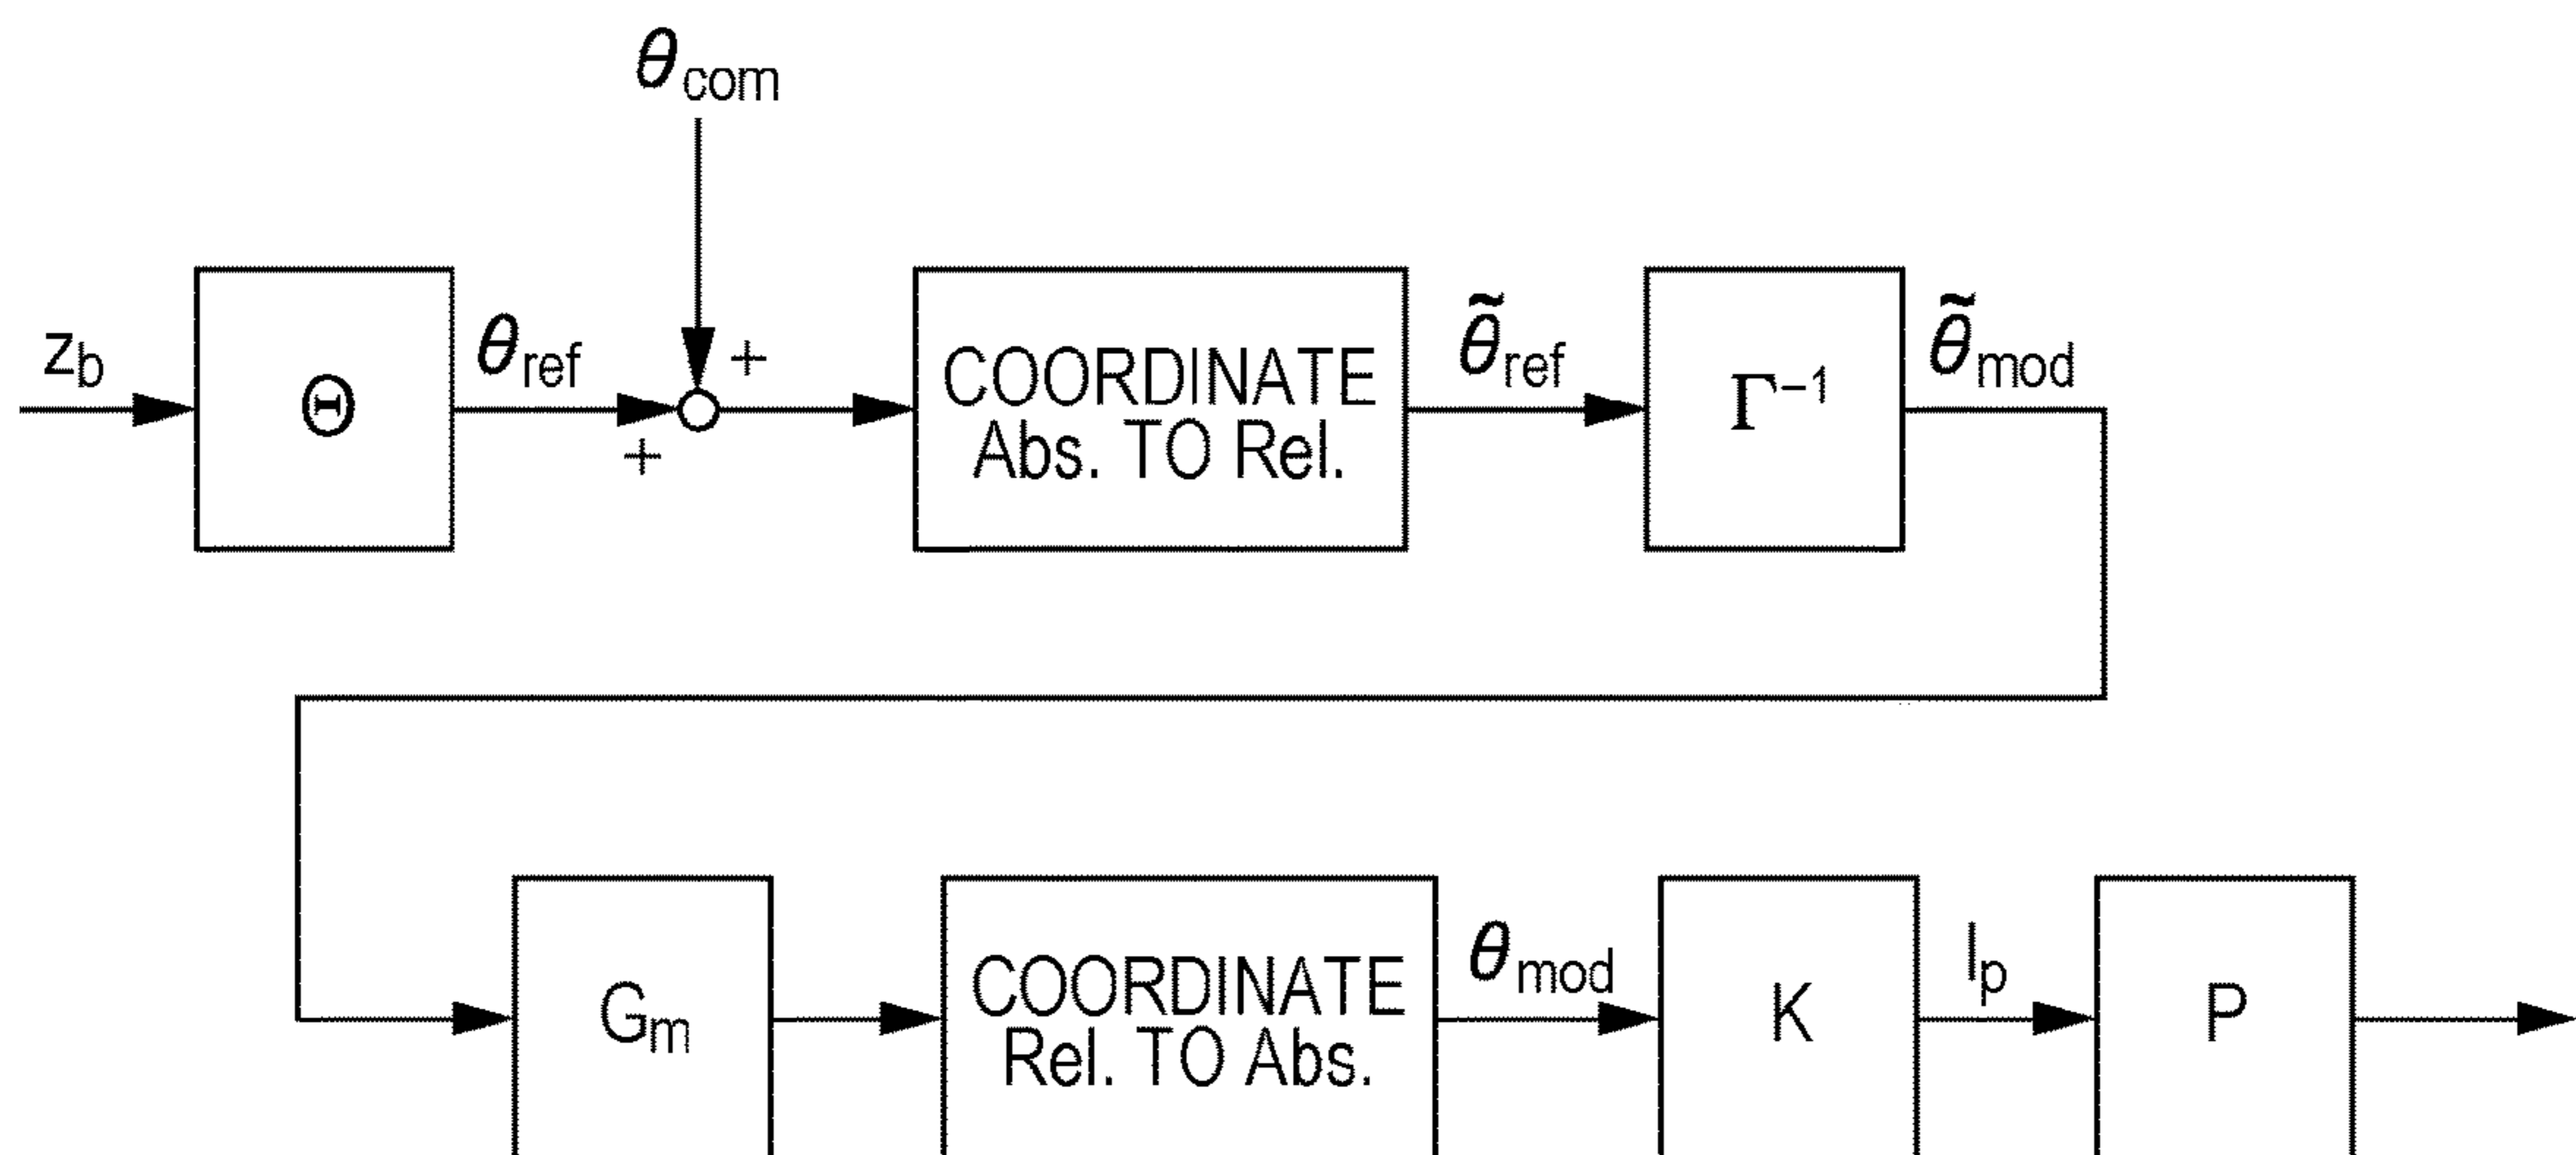 θcom
zb
Θ
θref
+
+
COORDINATE
Abs. TO Rel.
θ̃ref
Γ−1
θ̃mod
Gm
COORDINATE
Rel. TO Abs.
θmod
K
Ip
P